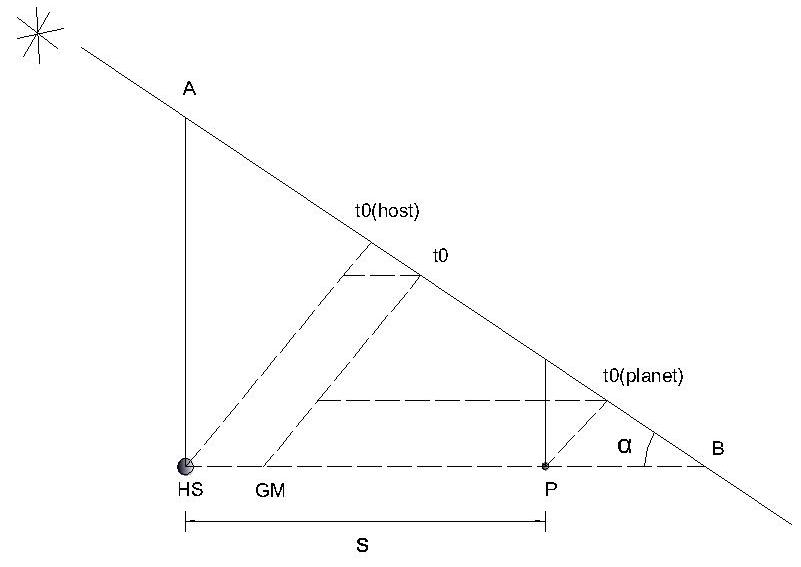 A
t0(host)
t0
t0(planet)
α
B
HS
GM
P
s